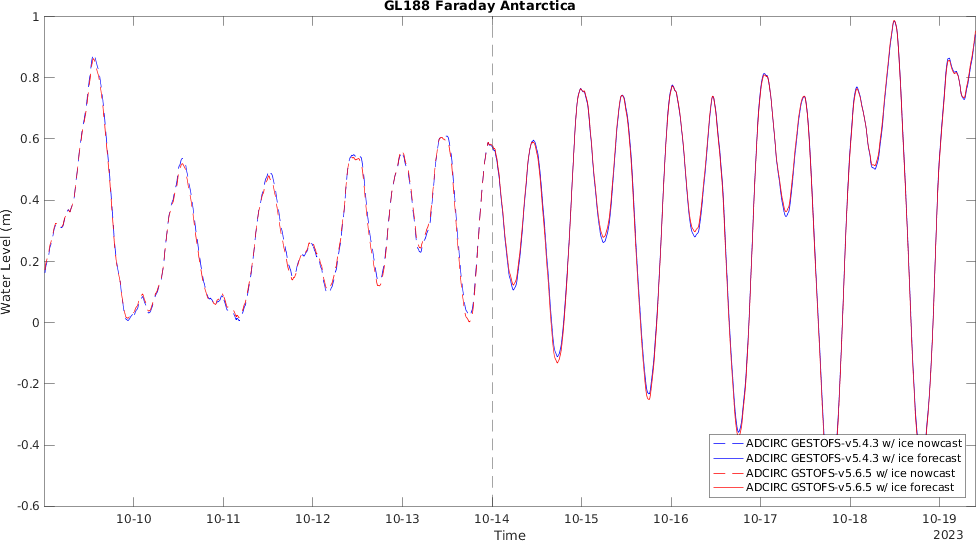 GL188 Faraday Antarctica
1
0.8
0.6
0.4
0.2
0
-0.2
-0.4
-0.6
Water Level (m)
ADCIRC GESTOFS-v5.4.3 w/ ice nowcast
ADCIRC GESTOFS-v5.4.3 w/ ice forecast
ADCIRC GSTOFS-v5.6.5 w/ ice nowcast
ADCIRC GSTOFS-v5.6.5 w/ ice forecast
10-10 10-11 10-12 10-13 10-14 10-15 10-16 10-17 10-18 10-19
Time 2023